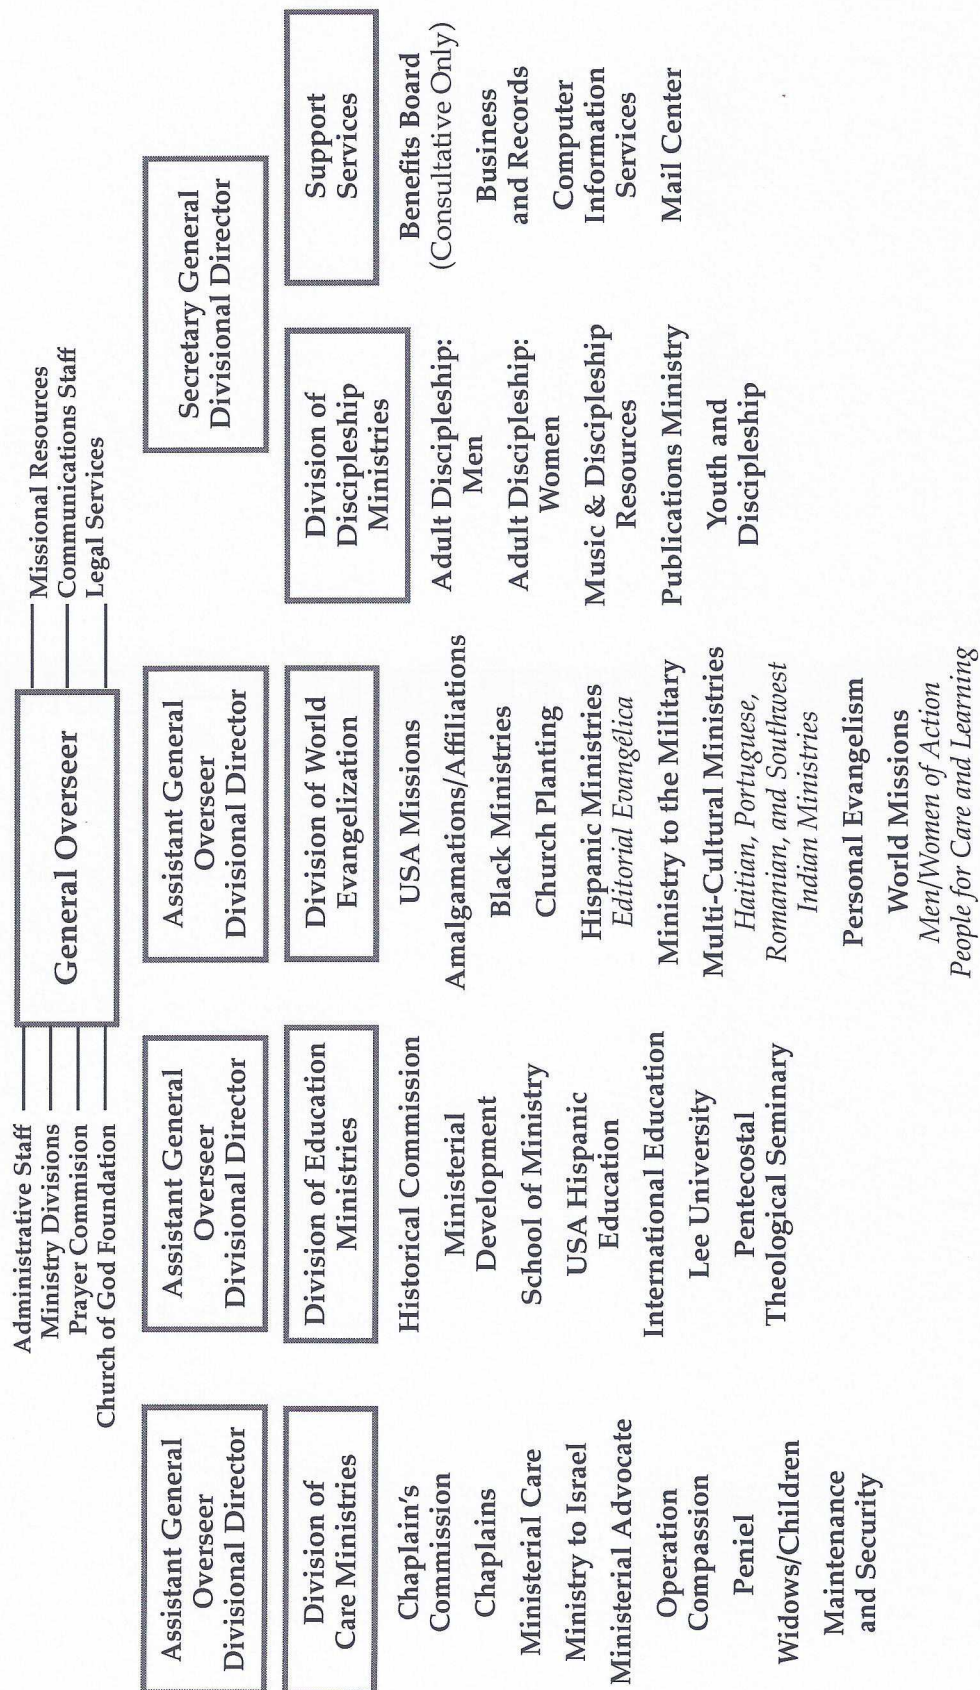 Administrative Staff
Ministry Divisions
Prayer Commision
Church of God Foundation
General Overseer
Missional Resources
Communications Staff
Legal Services
Assistant General
Overseer
Divisional Director
Division of
Care Ministries
Chaplain's
Commission
Chaplains
Ministerial Care
Ministry to Israel
Ministerial Advocate
Operation
Compassion
Peniel
Widows/Children
Maintenance
and Security
Assistant General
Overseer
Divisional Director
Division of Education
Ministries
Historical Commission
Ministerial
Development
School of Ministry
USA Hispanic
Education
International Education
Lee University
Pentecostal
Theological Seminary
Assistant General
Overseer
Divisional Director
Division of World
Evangelization
USA Missions
Amalgamations/Affiliations
Black Ministries
Church Planting
Hispanic Ministries
Editorial Evangélica
Ministry to the Military
Multi-Cultural Ministries
Haitian, Portuguese,
Romanian, and Southwest
Indian Ministries
Personal Evangelism
World Missions
Men/Women of Action
People for Care and Learning
Secretary General
Divisional Director
Division of
Discipleship
Ministries
Adult Discipleship:
Men
Adult Discipleship:
Women
Music & Discipleship
Resources
Publications Ministry
Youth and
Discipleship
Support
Services
Benefits Board
(Consultative Only)
Business
and Records
Computer
Information
Services
Mail Center